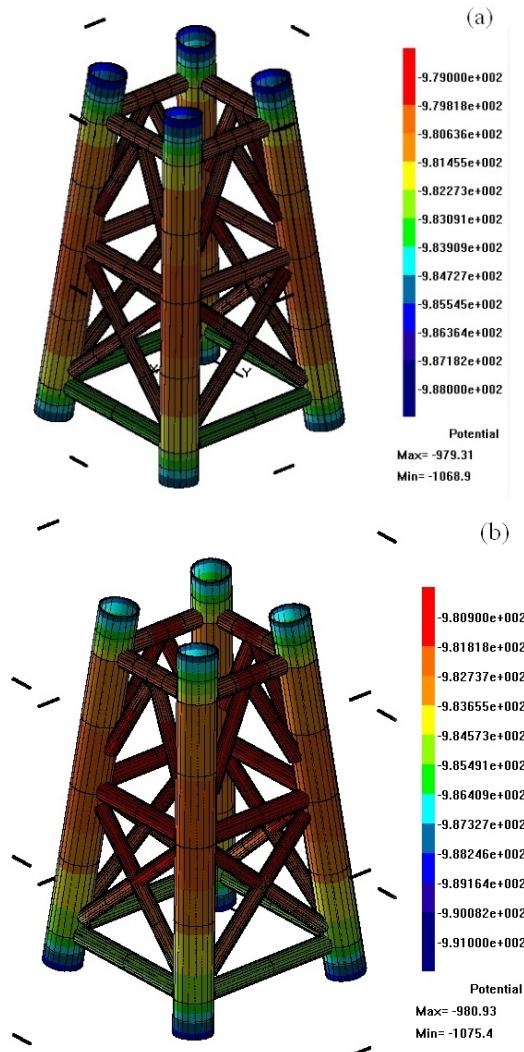 (a)
-9.79000e+002
-9.79818e+002
-9.80636e+002
-9.81455e+002
-9.82273e+002
-9.83091e+002
-9.83909e+002
-9.84727e+002
-9.85545e+002
-9.86364e+002
-9.87182e+002
-9.88000e+002
Potential
Max= -979.31
Min= -1068.9
X
Y
(b)
-9.80900e+002
-9.81818e+002
-9.82737e+002
-9.83655e+002
-9.84573e+002
-9.85491e+002
-9.86409e+002
-9.87327e+002
-9.88246e+002
-9.89164e+002
-9.90082e+002
-9.91000e+002
Potential
Max= -980.93
Min= -1075.4